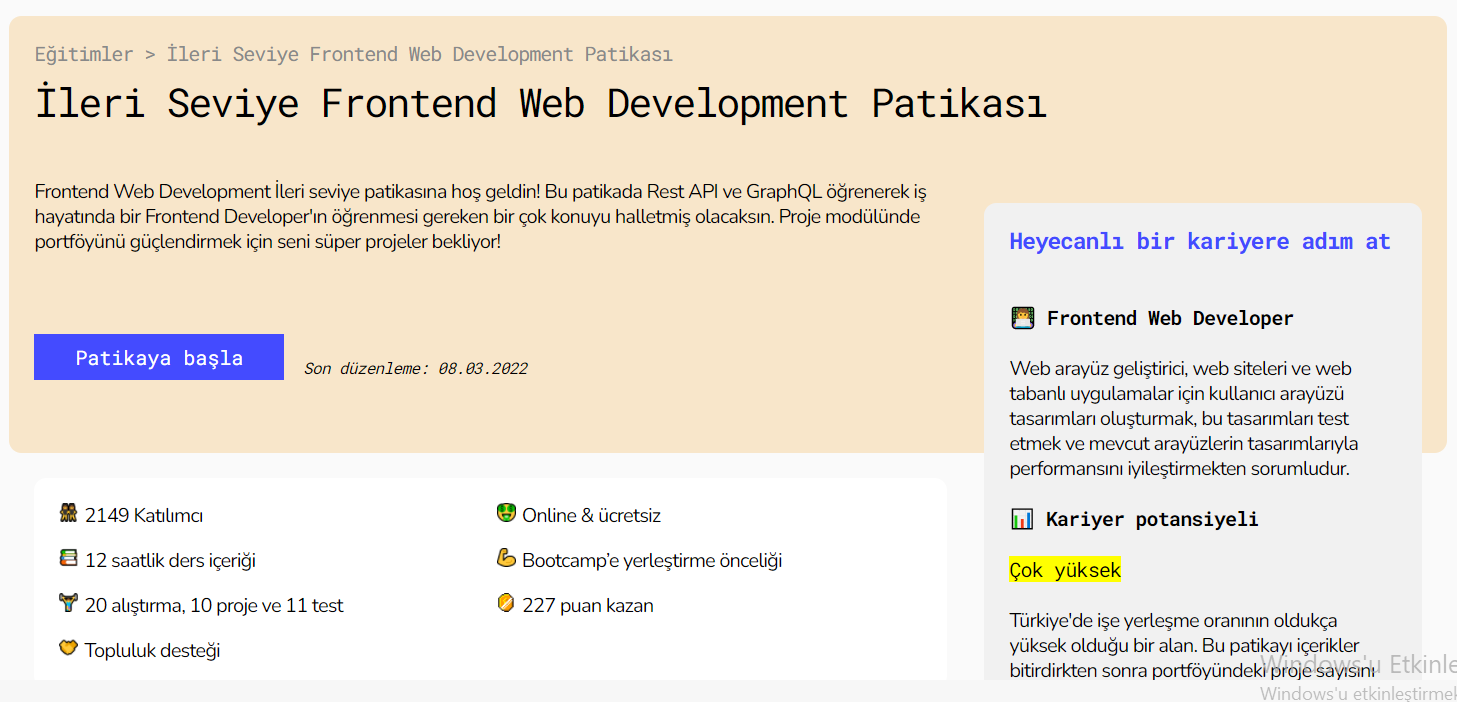 Eğitimler > İleri Seviye Frontend Web Development Patikası
İleri Seviye Frontend Web Development Patikası
Frontend Web Development İleri seviye patikasına hoş geldin! Bu patikada Rest API ve GraphQL öğrenerek iş
hayatında bir Frontend Developer'ın öğrenmesi gereken bir çok konuyu halletmiş olacaksın. Proje modülünde
portföyünü güçlendirmek için seni süper projeler bekliyor!
Patikaya başla
Son düzenleme: 08.03.2022
2149 Katılımcı
12 saatlik ders içeriği
20 alıştırma, 10 proje ve 11 test
Topluluk desteği
Online & ücretsiz
Bootcamp’e yerleştirme önceliği
227 puan kazan
Heyecanlı bir kariyere adım at
Frontend Web Developer
Web arayüz geliştirici, web siteleri ve web
tabanlı uygulamalar için kullanıcı arayüzü
tasarımları oluşturmak, bu tasarımları test
etmek ve mevcut arayüzlerin tasarımlarıyla
performansını iyileştirmekten sorumludur.
Kariyer potansiyeli
Çok yüksek
Türkiye'de işe yerleşme oranının oldukça
yüksek olduğu bir alan. Bu patikayı içerikler
bitirdirkten sonra portföyündeki proje sayısını
Windows'u Etkinle
Windows'u etkinleştirmek